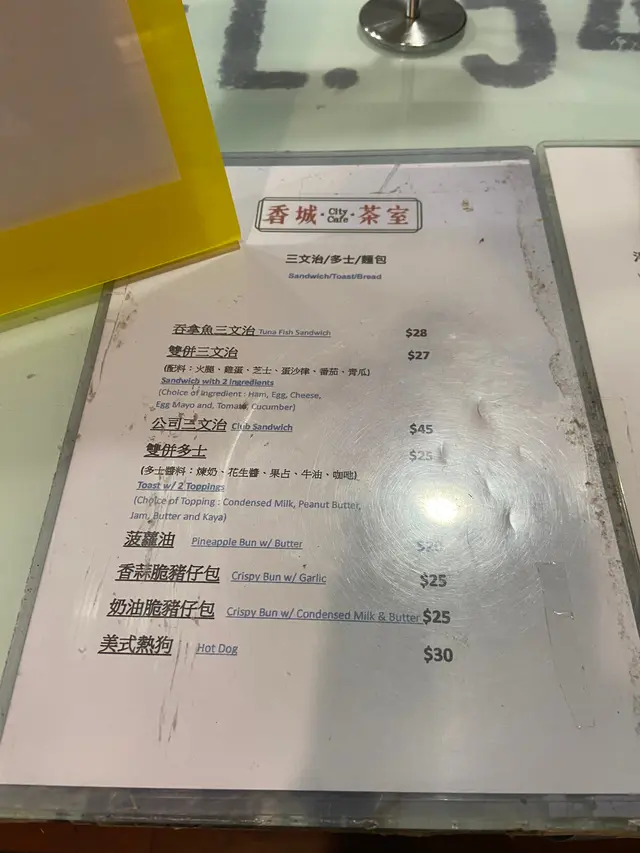 香城·City Cafe·茶室
三文治/多士/麵包
Sandwich/Toast/Bread
吞拿魚三文治 Tuna Fish Sandwich $28
雙併三文治 $27
(配料：火腿、雞蛋、芝士、蛋沙律、番茄、青瓜)
Sandwich with 2 ingredients
(Choice of ingredient : Ham, Egg, Cheese,
Egg Mayo and, Tomato, Cucumber)
公司三文治 Club Sandwich $45
雙併多士 $25
(多士醬料：煉奶、花生醬、果占、牛油、咖吔)
Toast w/ 2 Toppings
(Choice of Topping : Condensed Milk, Peanut Butter,
Jam, Butter and Kaya)
菠蘿油 Pineapple Bun w/ Butter
香蒜脆豬仔包 Crispy Bun w/ Garlic $25
奶油脆豬仔包 Crispy Bun w/ Condensed Milk & Butter $25
美式熱狗 Hot Dog $30